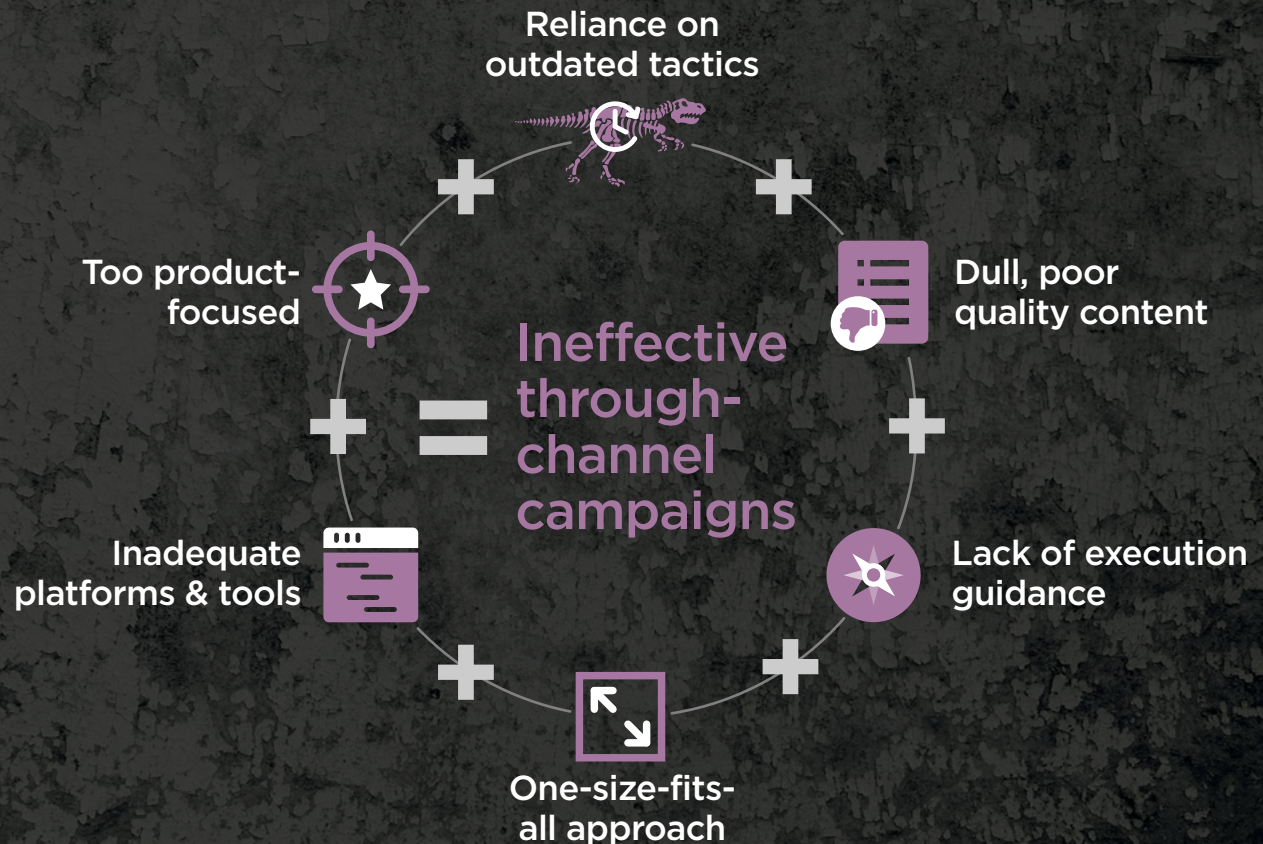 Reliance on
outdated tactics
Too product-
focused
Dull, poor
quality content
Ineffective
through-
channel
campaigns
Inadequate
platforms & tools
Lack of execution
guidance
One-size-fits-
all approach